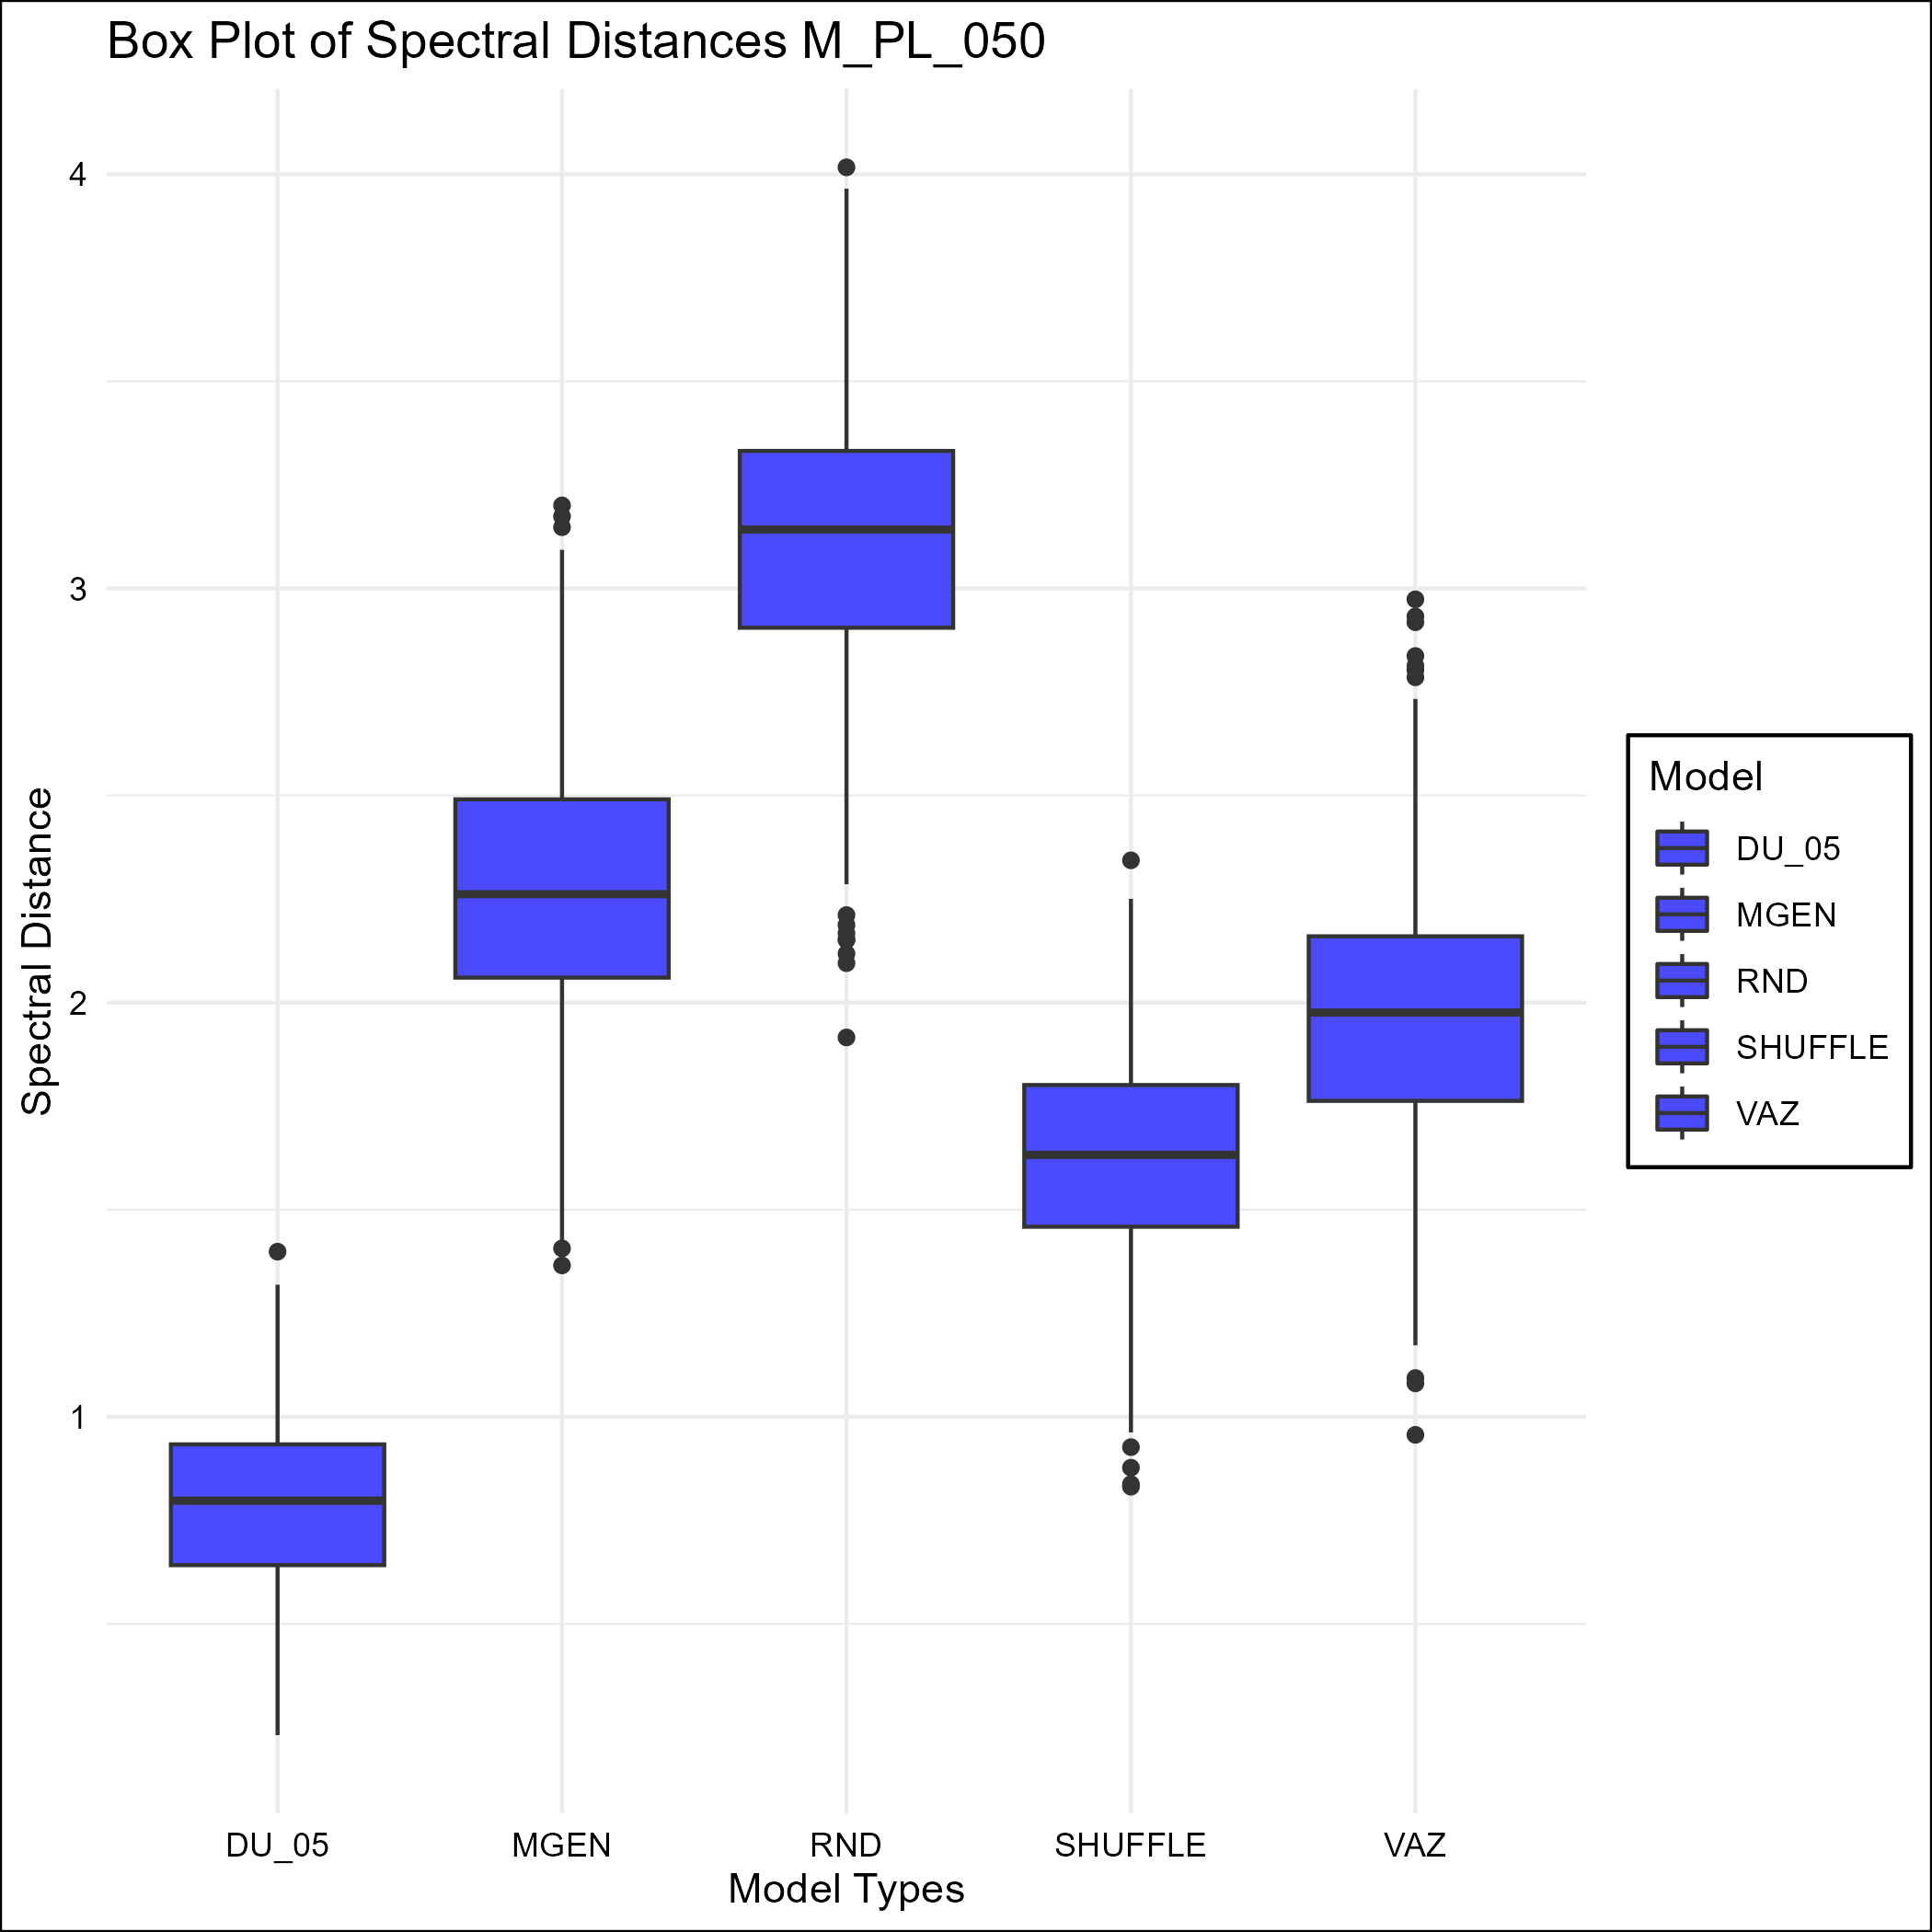 Box Plot of Spectral Distances M_PL_050
4
3
2
1
Spectral Distance
DU_05
MGEN
RND
SHUFFLE
VAZ
Model Types
Model
DU_05
MGEN
RND
SHUFFLE
VAZ